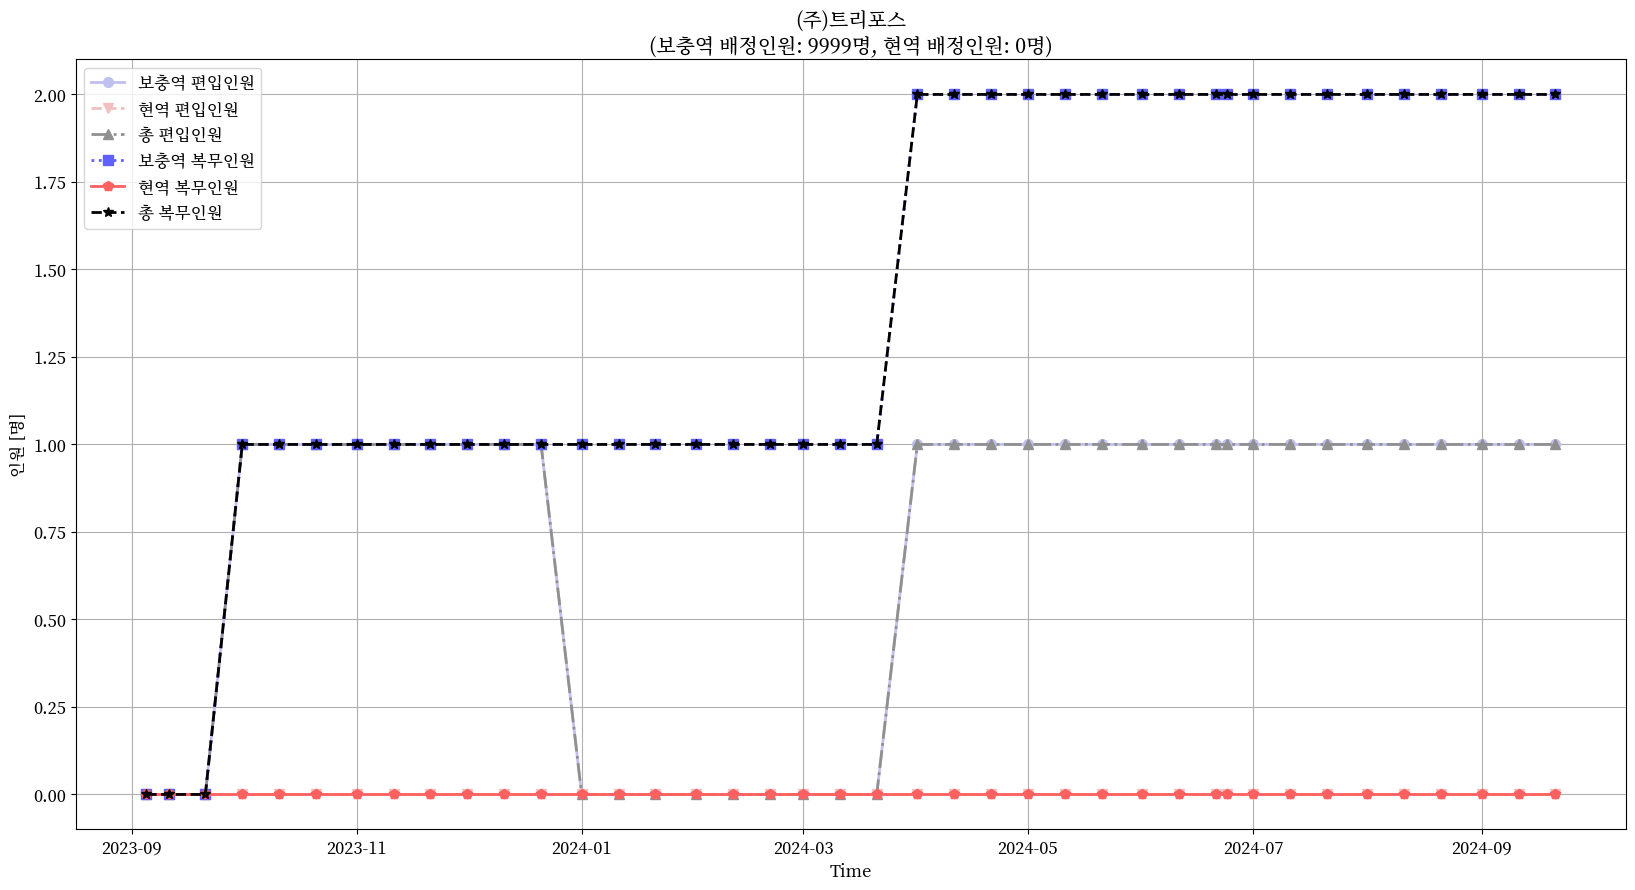 (주)트리포스
(보충역 배정인원: 9999명, 현역 배정인원: 0명)
보충역 편입인원
현역 편입인원
총 편입인원
보충역 복무인원
현역 복무인원
총 복무인원
인원 [명]
2.00
1.75
1.50
1.25
1.00
0.75
0.50
0.25
0.00
2023-09
2023-11
2024-01
2024-03
2024-05
2024-07
2024-09
Time